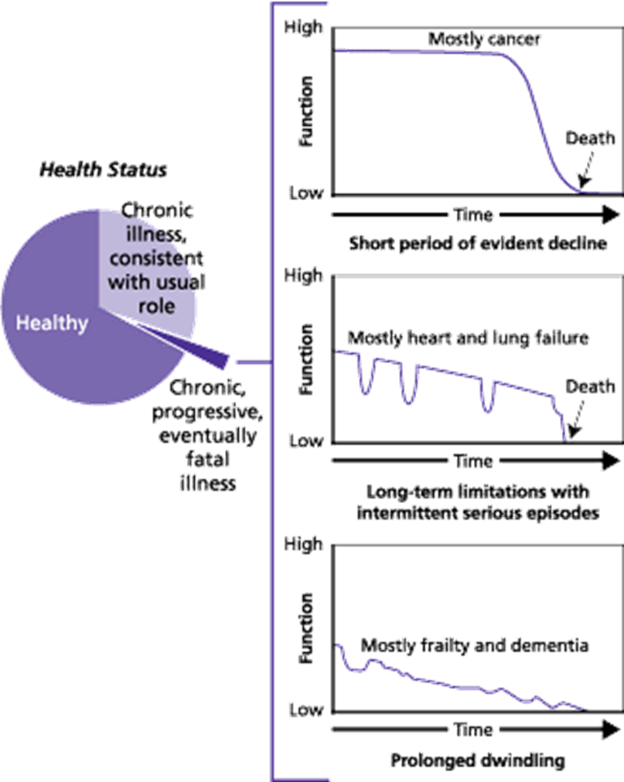 Health Status
Chronic
illness,
consistent
with usual
role
Healthy
Chronic,
progressive,
eventually
fatal
illness
High
Mostly cancer
Function
Death
Low
Time
Short period of evident decline
High
Mostly heart and lung failure
Function
Death
Low
Time
Long-term limitations with
intermittent serious episodes
High
Mostly frailty and dementia
Function
Low
Time
Prolonged dwindling